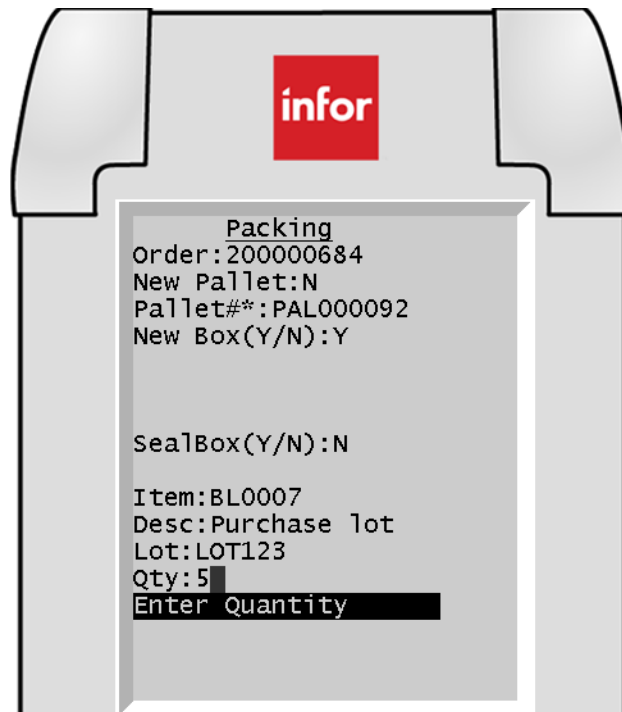 infor
Packing
Order:200000684
New Pallet:N
Pallet#*:PAL000092
New Box(Y/N):Y
SealBox(Y/N):N
Item:BL0007
Desc:Purchase lot
Lot:LOT123
Qty:5
Enter Quantity